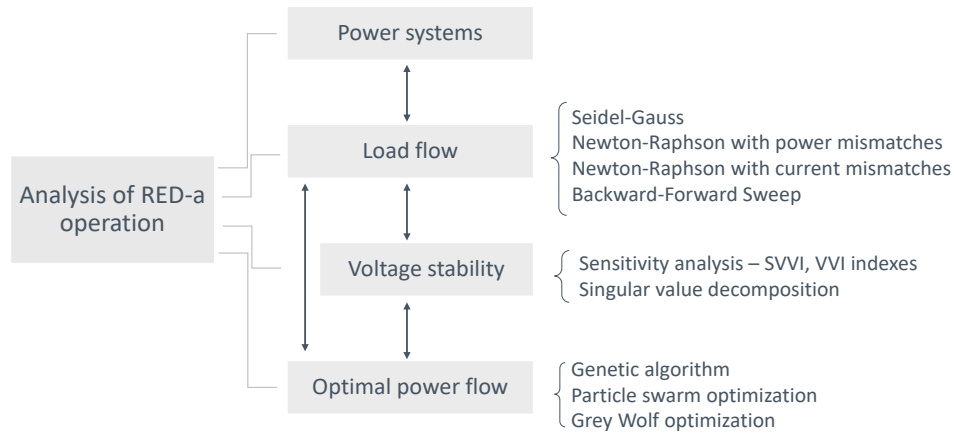 Power systems
Seidel-Gauss
Newton-Raphson with power mismatches
Load flow
Newton-Raphson with current mismatches
Backward-Forward Sweep
Analysis of RED-a
operation
Voltage stability
Sensitivity analysis – SVVI, VVI indexes
Singular value decomposition
Optimal power flow
Genetic algorithm
Particle swarm optimization
Grey Wolf optimization